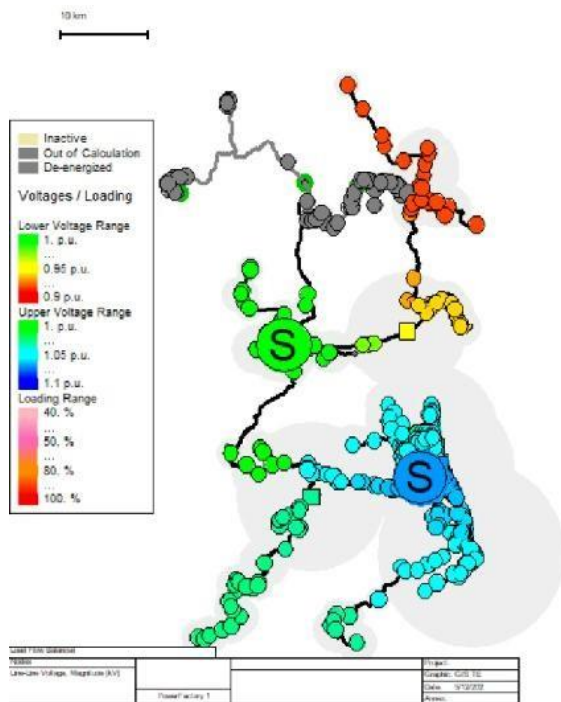 10 km
Inactive
Out of Calculation
De-energized
Voltages / Loading
Lower Voltage Range
1. p.u.
...
0.95 p.u.
...
0.9 p.u.
Upper Voltage Range
1. p.u.
...
1.05 p.u.
...
1.1 p.u.
Loading Range
40. %
...
50. %
...
80. %
...
100. %
S
S
Load Flow Balanced
Nodes
Line-Line Voltage, Magnitude [kV]
PowerFactory
Project:
Graphic:
Date:
Annex: